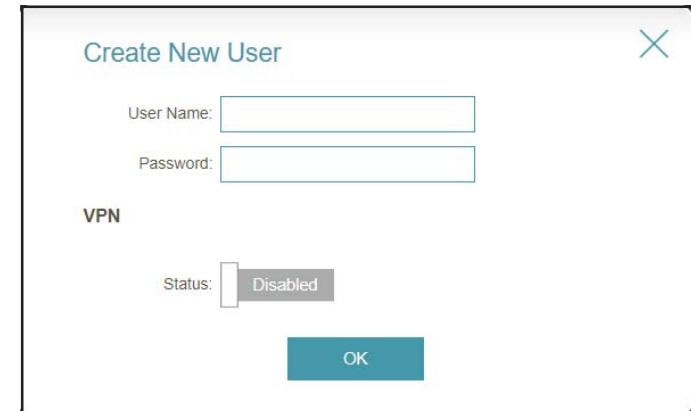 Create New User
User Name:
Password:
VPN
Status: Disabled
OK